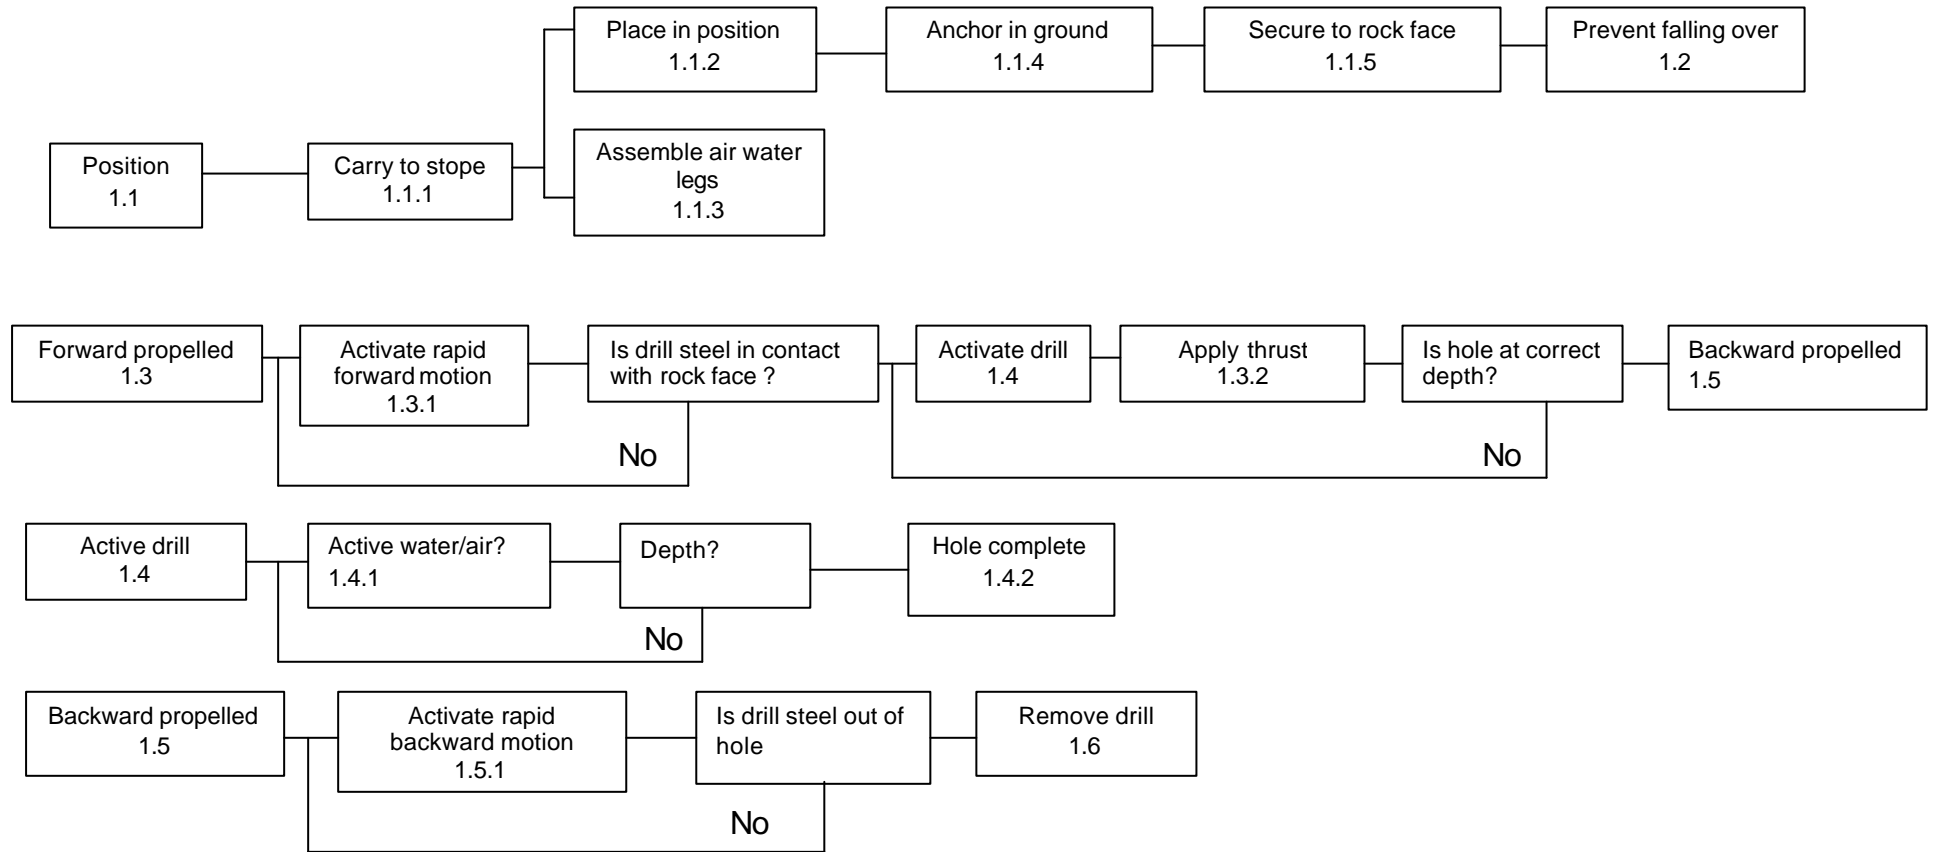 Place in position
1.1.2
Anchor in ground
1.1.4
Secure to rock face
1.1.5
Prevent falling over
1.2
Position
1.1
Carry to stope
1.1.1
Assemble air water
legs
1.1.3
Forward propelled
1.3
Activate rapid
forward motion
1.3.1
Is drill steel in contact
with rock face ?
No
Activate drill
1.4
Apply thrust
1.3.2
Is hole at correct
depth?
No
Backward propelled
1.5
Active drill
1.4
Active water/air?
1.4.1
Depth?
No
Hole complete
1.4.2
Backward propelled
1.5
Activate rapid
backward motion
1.5.1
Is drill steel out of
hole
No
Remove drill
1.6